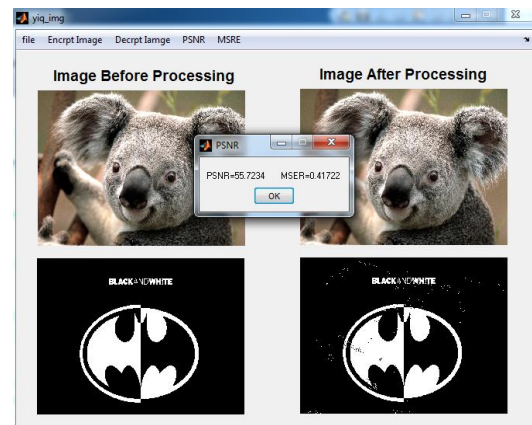 yiq_img
file Encrpt Image Decrpt Iamge PSNR MSRE
Image Before Processing
Image After Processing
PSNR
PSNR=55.7234 MSER=0.41722
OK
BLACKANDWHITE
BLACKANDWHITE